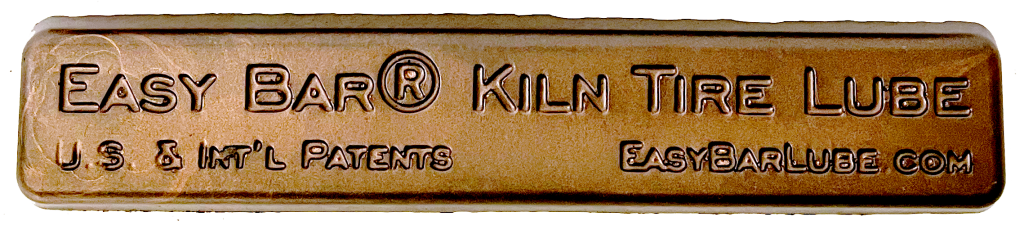 EASY BAR® KILN TIRE LUBE
U.S. & INT'L PATENTS EASYBARLUBE.COM